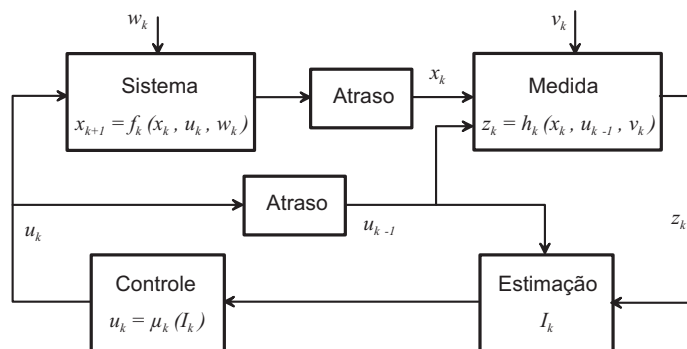 w_k
v_k
Sistema
x_{k+1} = f_k (x_k , u_k , w_k )
Atraso
x_k
Medida
z_k = h_k (x_k , u_{k-1} , v_k )
Atraso
u_k
u_{k-1}
z_k
Controle
u_k = μ_k (I_k )
Estimação
I_k